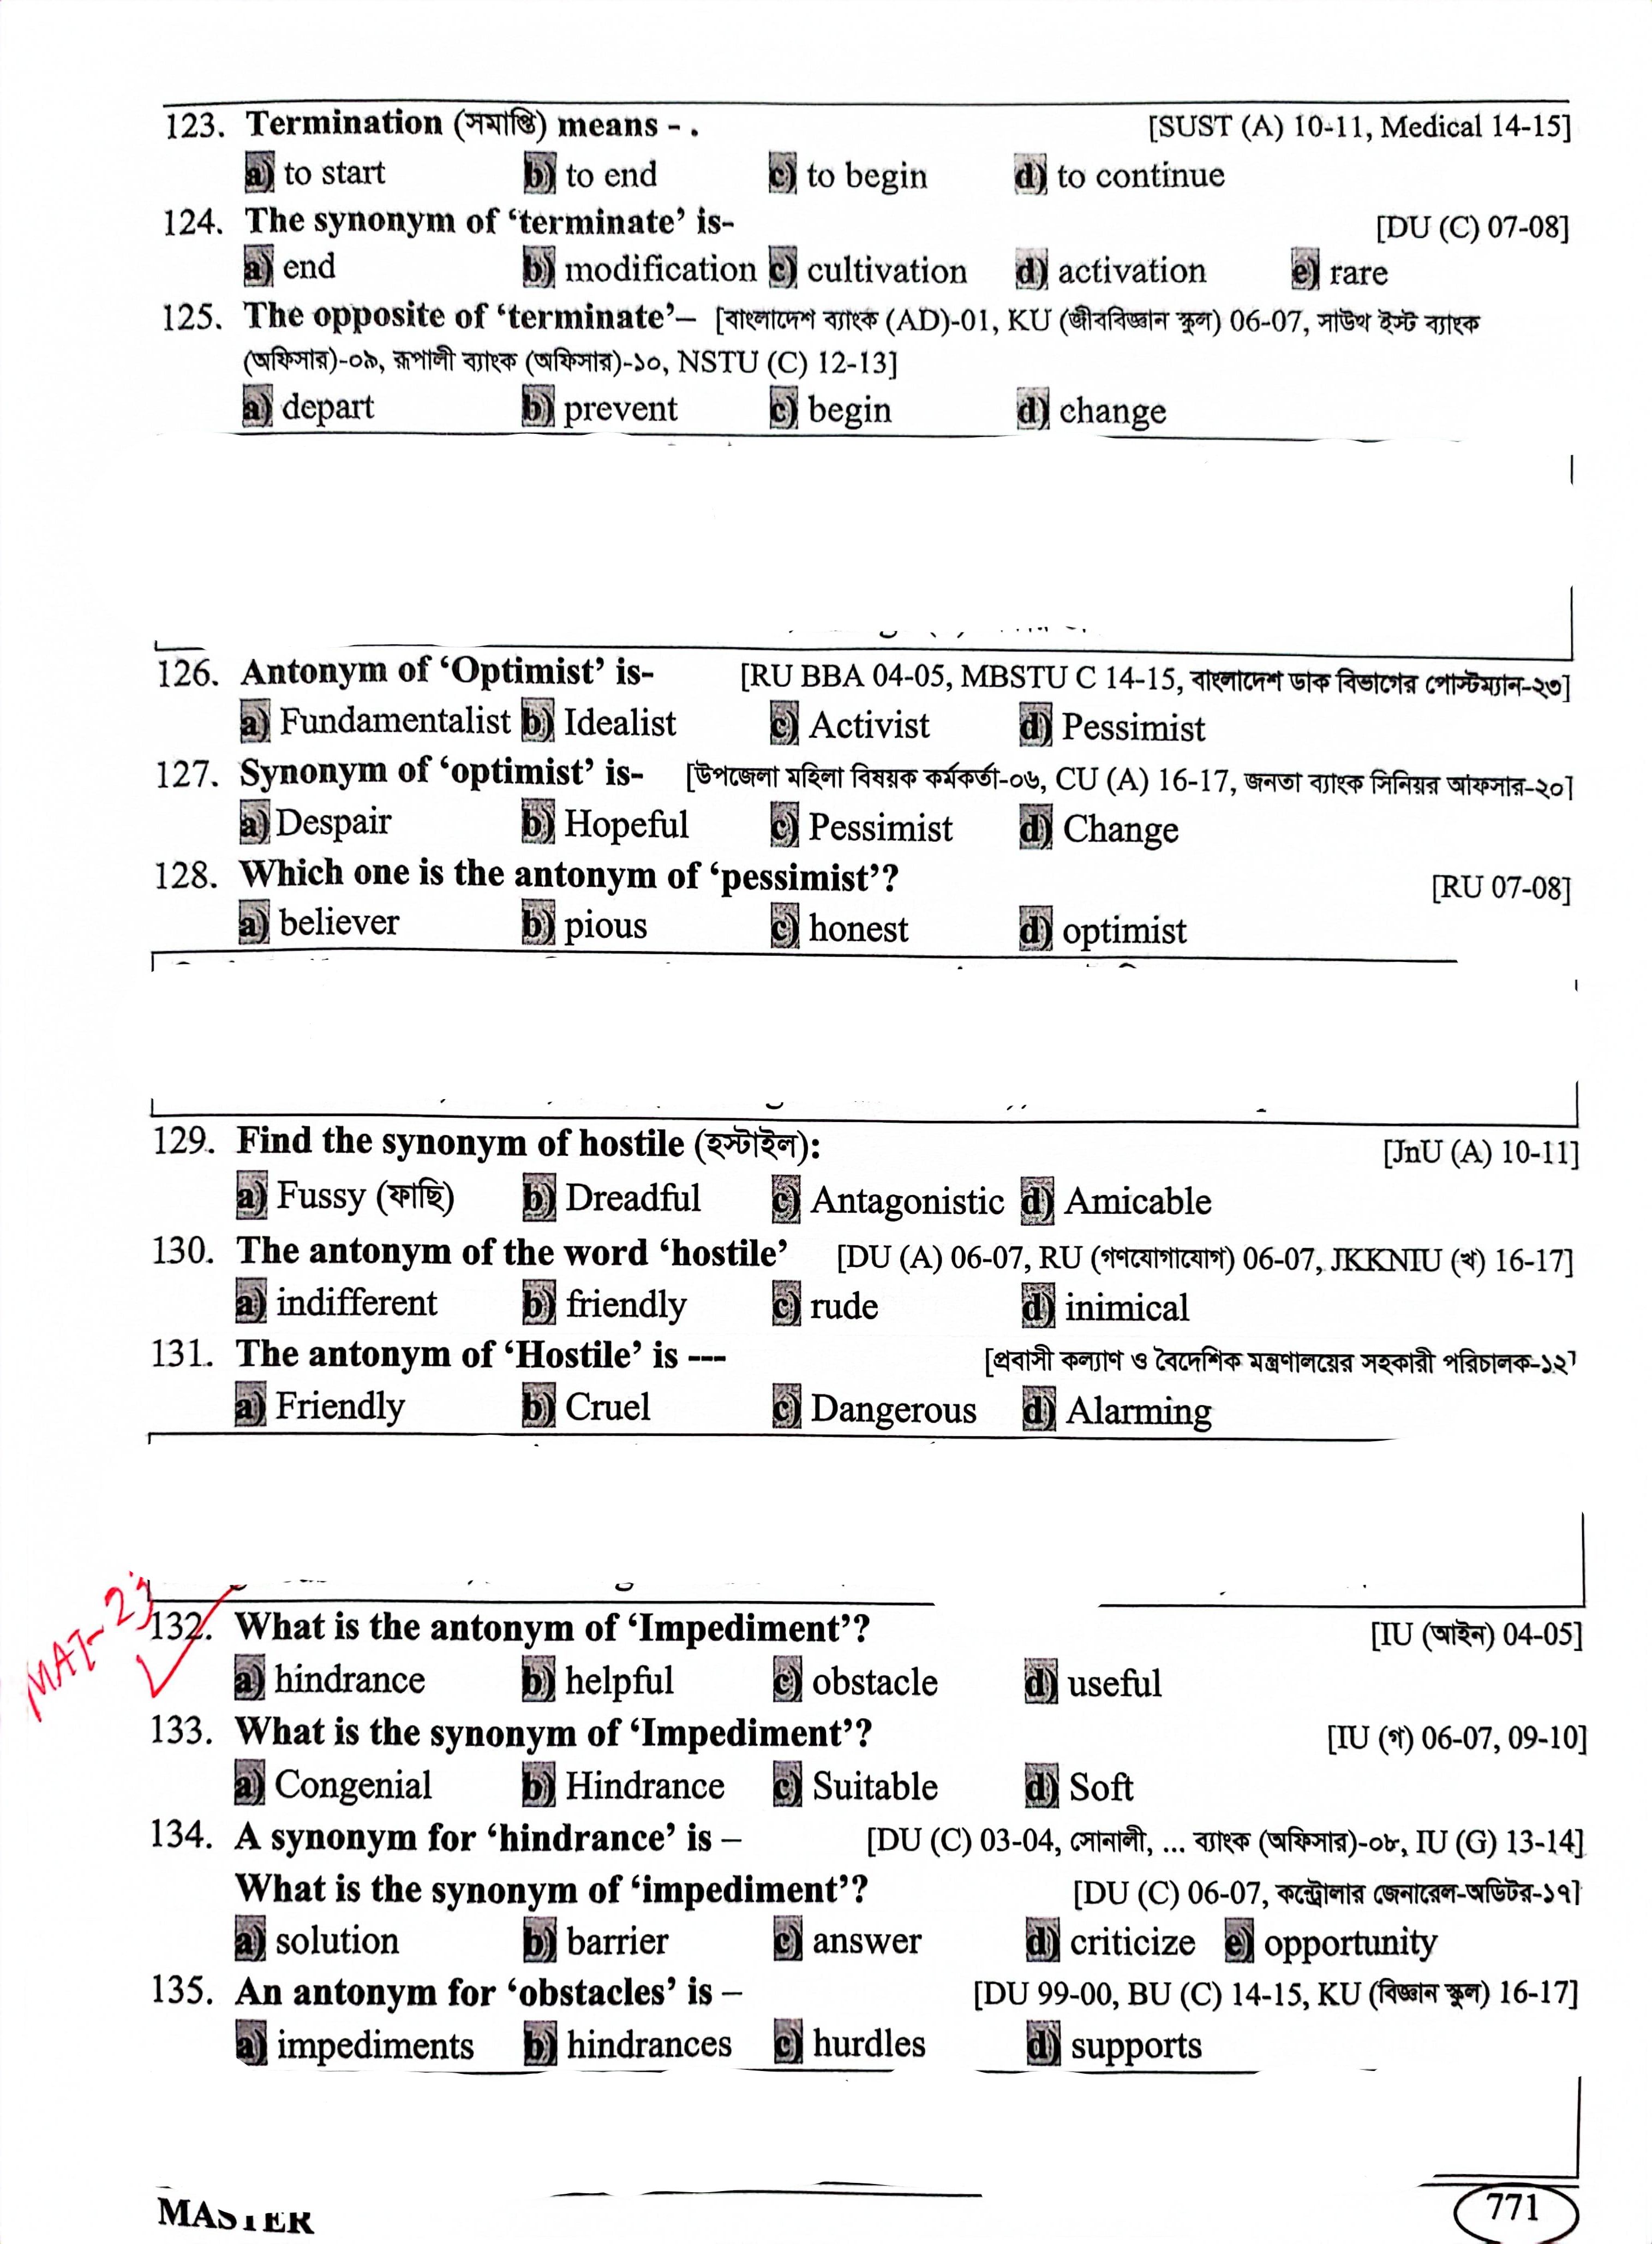 123. Termination (সমাপ্তি) means - . [SUST (A) 10-11, Medical 14-15]
a) to start b) to end c) to begin d) to continue
124. The synonym of ‘terminate’ is- [DU (C) 07-08]
a) end b) modification c) cultivation d) activation e) rare
125. The opposite of ‘terminate’– [বাংলাদেশ ব্যাংক (AD)-01, KU (জীববিজ্ঞান স্কুল) 06-07, সাউথ ইস্ট ব্যাংক
(অফিসার)-০৯, রূপালী ব্যাংক (অফিসার)-১০, NSTU (C) 12-13]
a) depart b) prevent c) begin d) change
126. Antonym of ‘Optimist’ is- [RU BBA 04-05, MBSTU C 14-15, বাংলাদেশ ডাক বিভাগের পোস্টম্যান-২৩]
a) Fundamentalist b) Idealist c) Activist d) Pessimist
127. Synonym of ‘optimist’ is- [উপজেলা মহিলা বিষয়ক কর্মকর্তা-০৬, CU (A) 16-17, জনতা ব্যাংক সিনিয়র অফিসার-২০]
a) Despair b) Hopeful c) Pessimist d) Change
128. Which one is the antonym of ‘pessimist’? [RU 07-08]
a) believer b) pious c) honest d) optimist
129. Find the synonym of hostile (হস্টাইল): [JnU (A) 10-11]
a) Fussy (ফাছি) b) Dreadful c) Antagonistic d) Amicable
130. The antonym of the word ‘hostile’ [DU (A) 06-07, RU (গণযোগাযোগ) 06-07, JKKNIU (খ) 16-17]
a) indifferent b) friendly c) rude d) inimical
131. The antonym of ‘Hostile’ is --- [প্রবাসী কল্যাণ ও বৈদেশিক মন্ত্রণালয়ের সহকারী পরিচালক-১২]
a) Friendly b) Cruel c) Dangerous d) Alarming
MAT-23
132. What is the antonym of ‘Impediment’? [IU (আইন) 04-05]
a) hindrance b) helpful c) obstacle d) useful
133. What is the synonym of ‘Impediment’? [IU (গ) 06-07, 09-10]
a) Congenial b) Hindrance c) Suitable d) Soft
134. A synonym for ‘hindrance’ is – [DU (C) 03-04, সোনালী, ... ব্যাংক (অফিসার)-০৮, IU (G) 13-14]
What is the synonym of ‘impediment’? [DU (C) 06-07, কন্ট্রোলার জেনারেল-অডিটর-১৭]
a) solution b) barrier c) answer d) criticize e) opportunity
135. An antonym for ‘obstacles’ is – [DU 99-00, BU (C) 14-15, KU (বিজ্ঞান স্কুল) 16-17]
a) impediments b) hindrances c) hurdles d) supports
MASTER 771